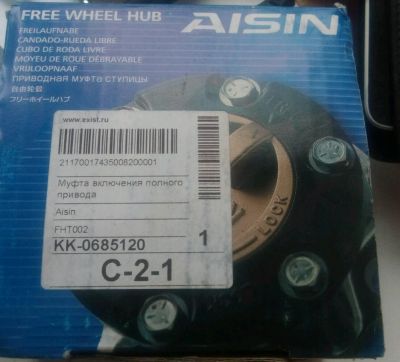 FREE WHEEL HUB
AISIN
FREILAUFNABE
CANDADO-RUEDA LIBRE
CUBO DE RODA LIVRE
MOYEU DE ROUE DÉBRAYABLE
VRIJLOOPNAAF
ПРИВОДНАЯ МУФТА СТУПИЦЫ
自由轮毂
フリーホイールハブ
www.exist.ru
21170017435008200001
Муфта включения полного
привода
Aisin
FHT002
KK-0685120
1
C-2-1
LOCK